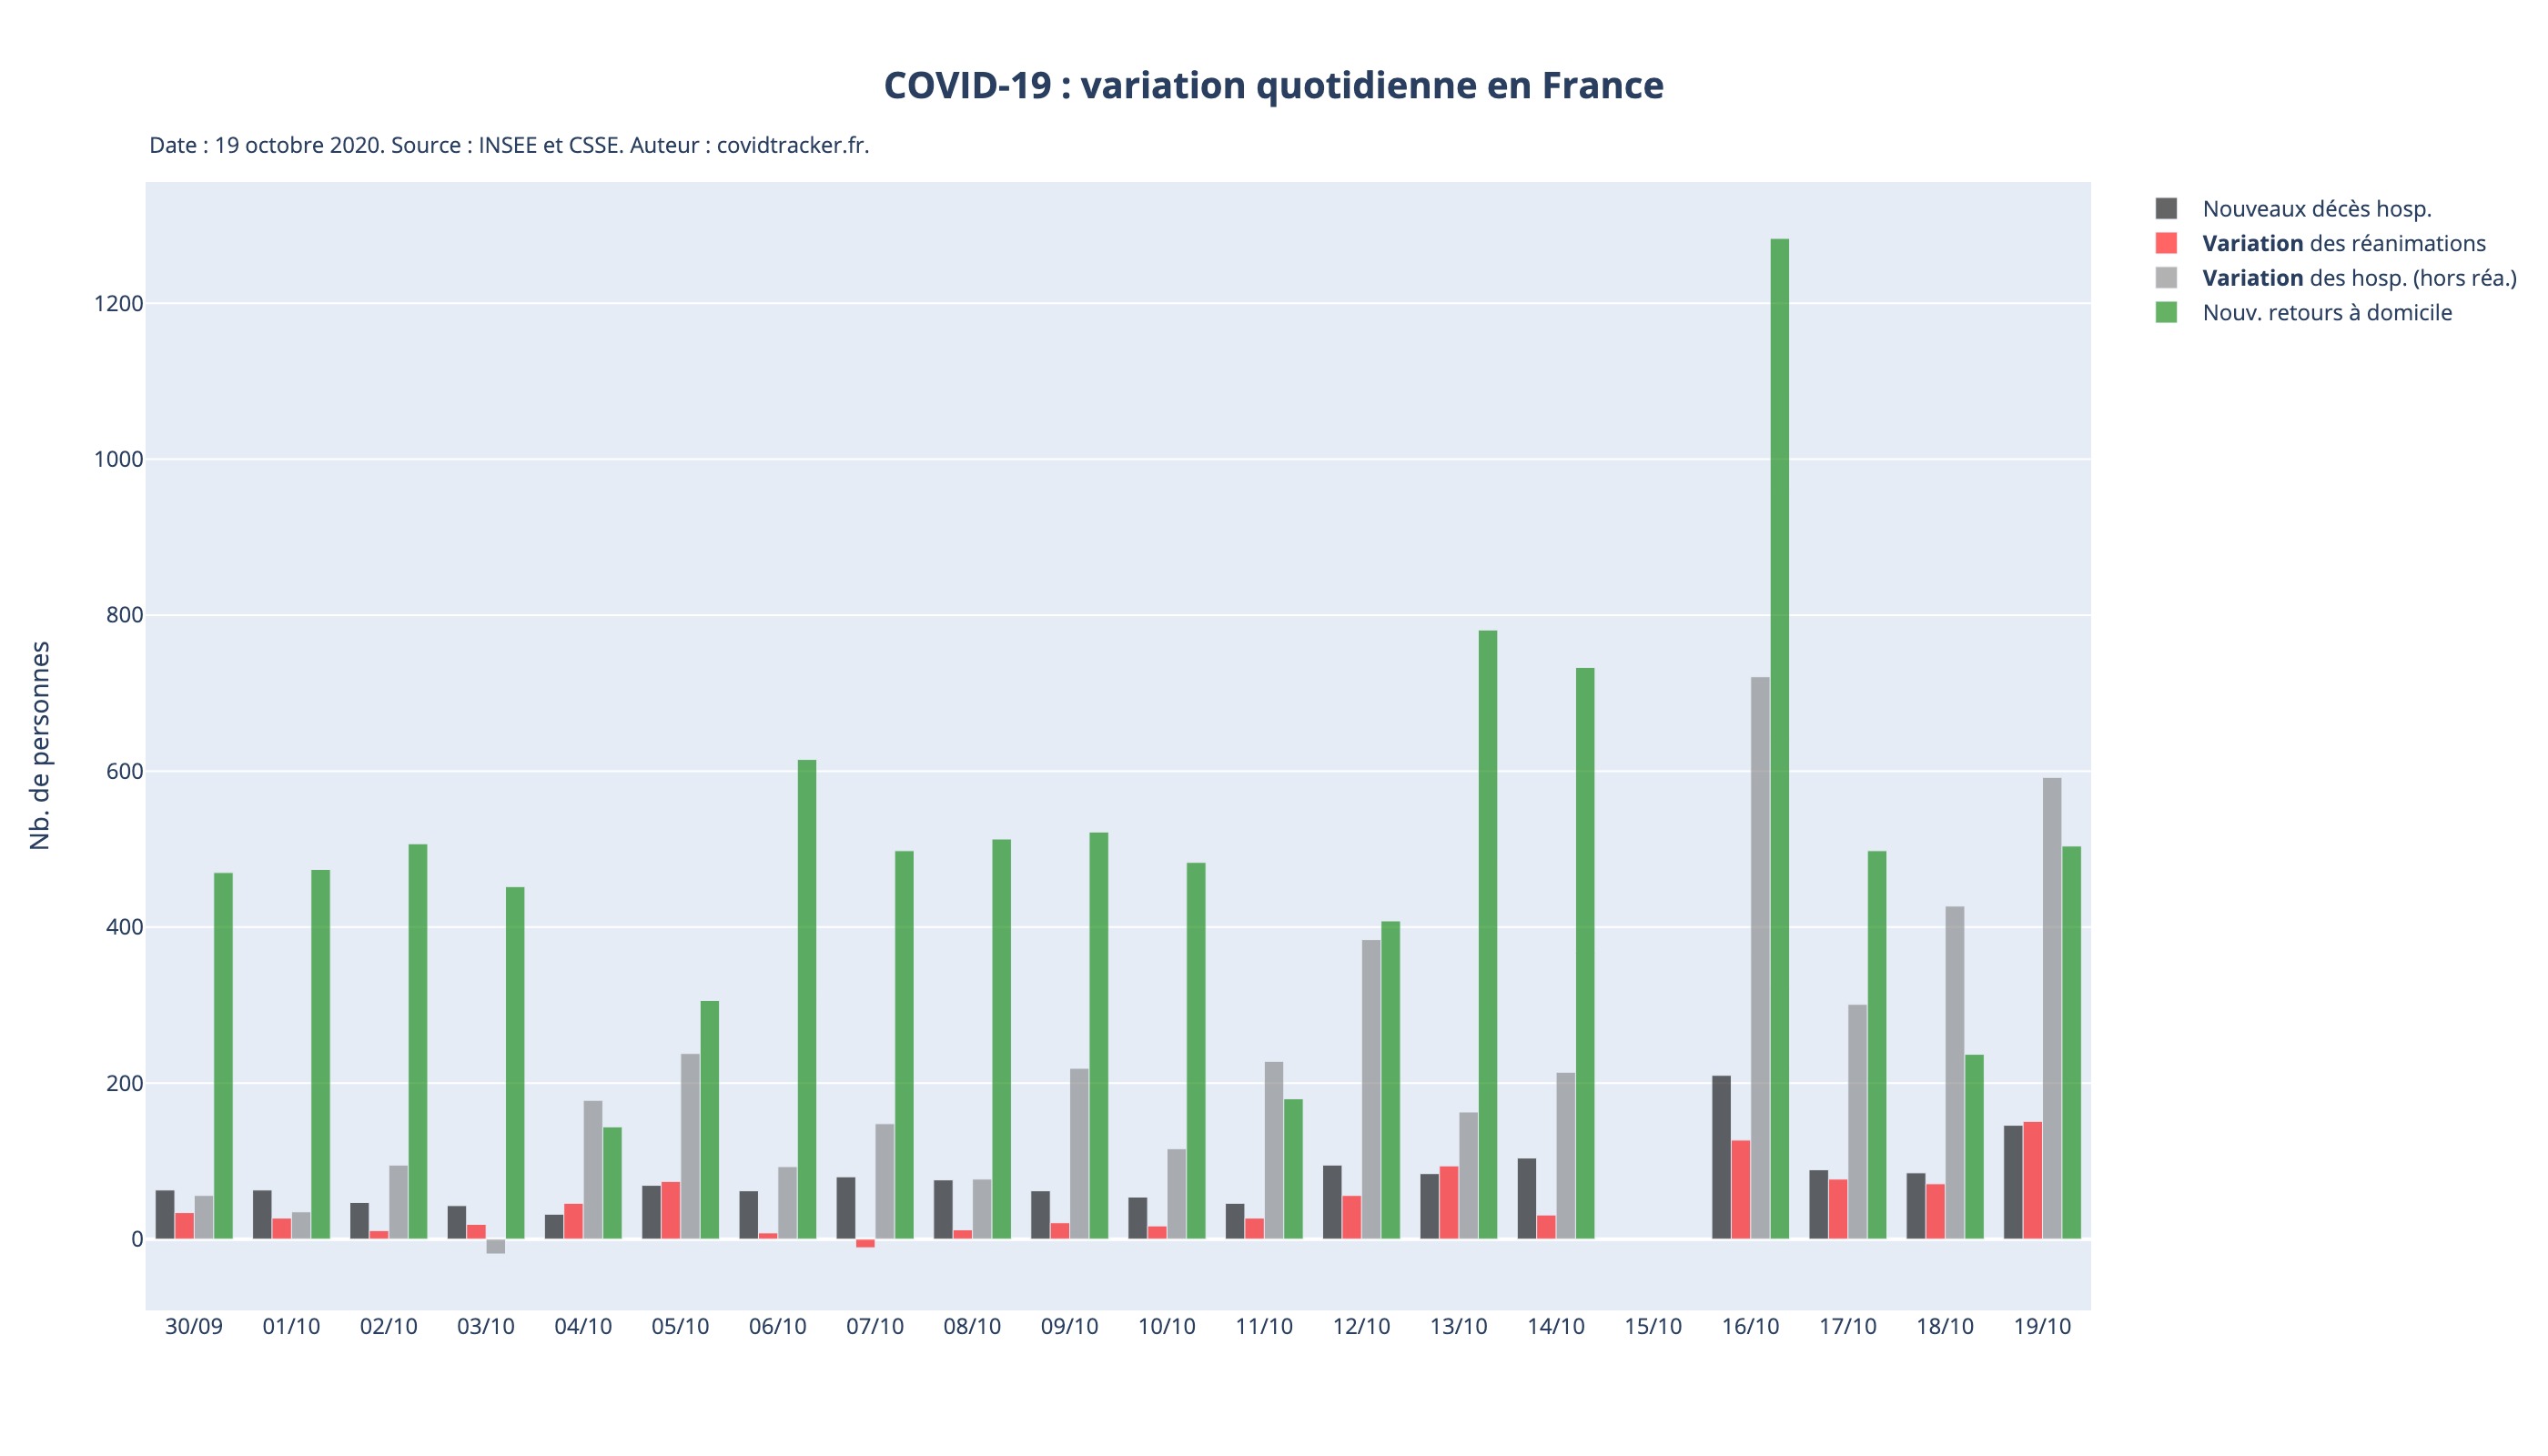 COVID-19 : variation quotidienne en France
Date : 19 octobre 2020. Source : INSEE et CSSE. Auteur : covidtracker.fr.
Nouveaux décès hosp.
Variation des réanimations
Variation des hosp. (hors réa.)
Nouv. retours à domicile
Nb. de personnes
1200
1000
800
600
400
200
0
30/09 01/10 02/10 03/10 04/10 05/10 06/10 07/10 08/10 09/10 10/10 11/10 12/10 13/10 14/10 15/10 16/10 17/10 18/10 19/10